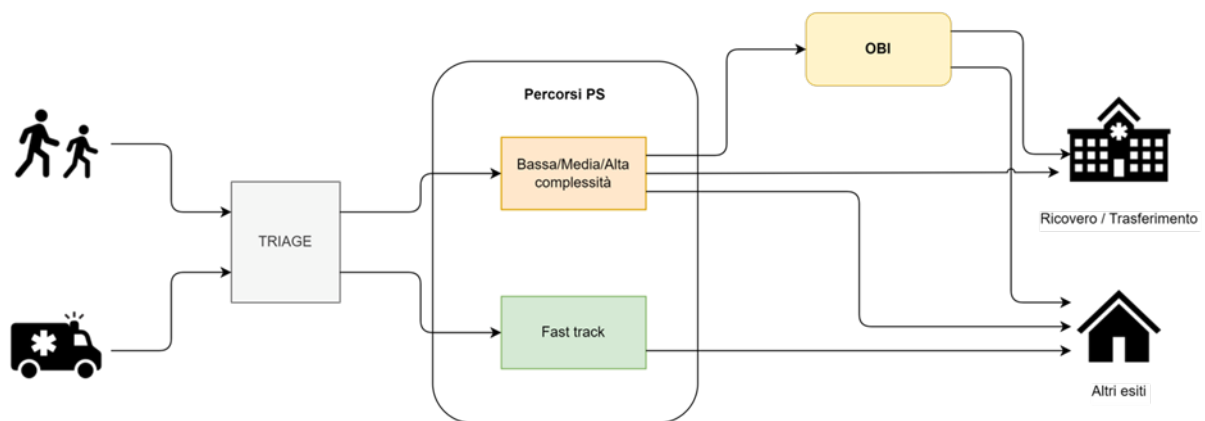 OBI
Percorsi PS
Bassa/Media/Alta
complessità
TRIAGE
Ricovero / Trasferimento
Fast track
Altri esiti